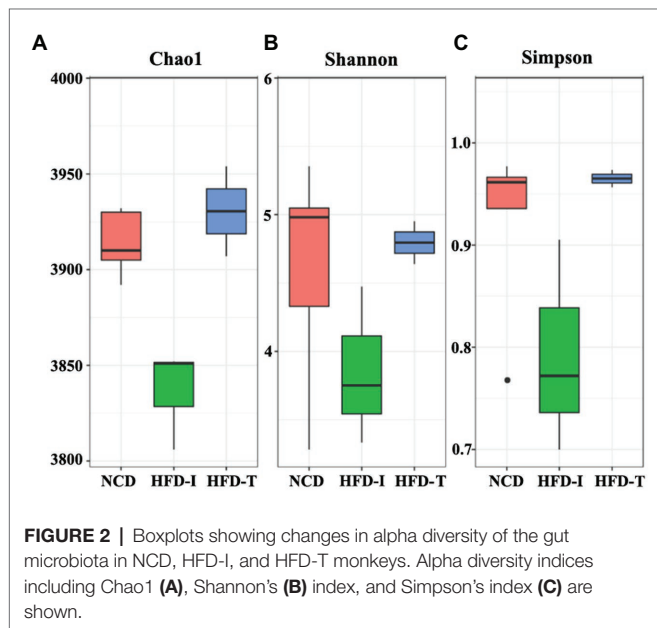 A
B
C
Chao1
Shannon
Simpson
4000
3950
3900
3850
3800
NCD HFD-I HFD-T
6
5
4
NCD HFD-I HFD-T
1.0
0.9
0.8
0.7
NCD HFD-I HFD-T
FIGURE 2 | Boxplots showing changes in alpha diversity of the gut
microbiota in NCD, HFD-I, and HFD-T monkeys. Alpha diversity indices
including Chao1 (A), Shannon's (B) index, and Simpson's index (C) are
shown.